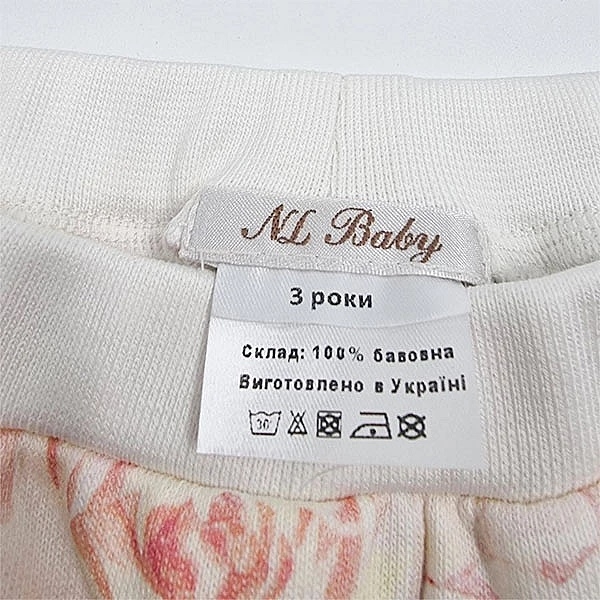 NL Baby
3 роки
Склад: 100% бавовна
Виготовлено в Україні
30°